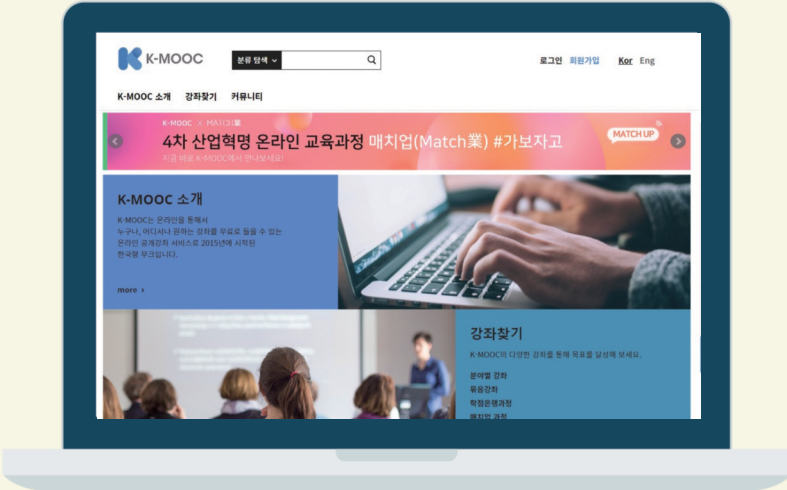 K-MOOC
분류 탐색
로그인 회원가입 Kor Eng
K-MOOC 소개 강좌찾기 커뮤니티
K-MOOC × MATCH業
4차 산업혁명 온라인 교육과정 매치업(Match業) #가보자고
지금 바로 K-MOOC에서 만나보세요!
MATCH UP
K-MOOC 소개
K-MOOC는 온라인을 통해서
누구나, 어디서나 원하는 강좌를 무료로 들을 수 있는
온라인 공개강좌 서비스로 2015년에 시작된
한국형 무크입니다.
more ›
강좌찾기
K-MOOC의 다양한 강좌를 통해 목표를 달성해 보세요.
분야별 강좌
묶음강좌
학점은행과정
매치업 과정